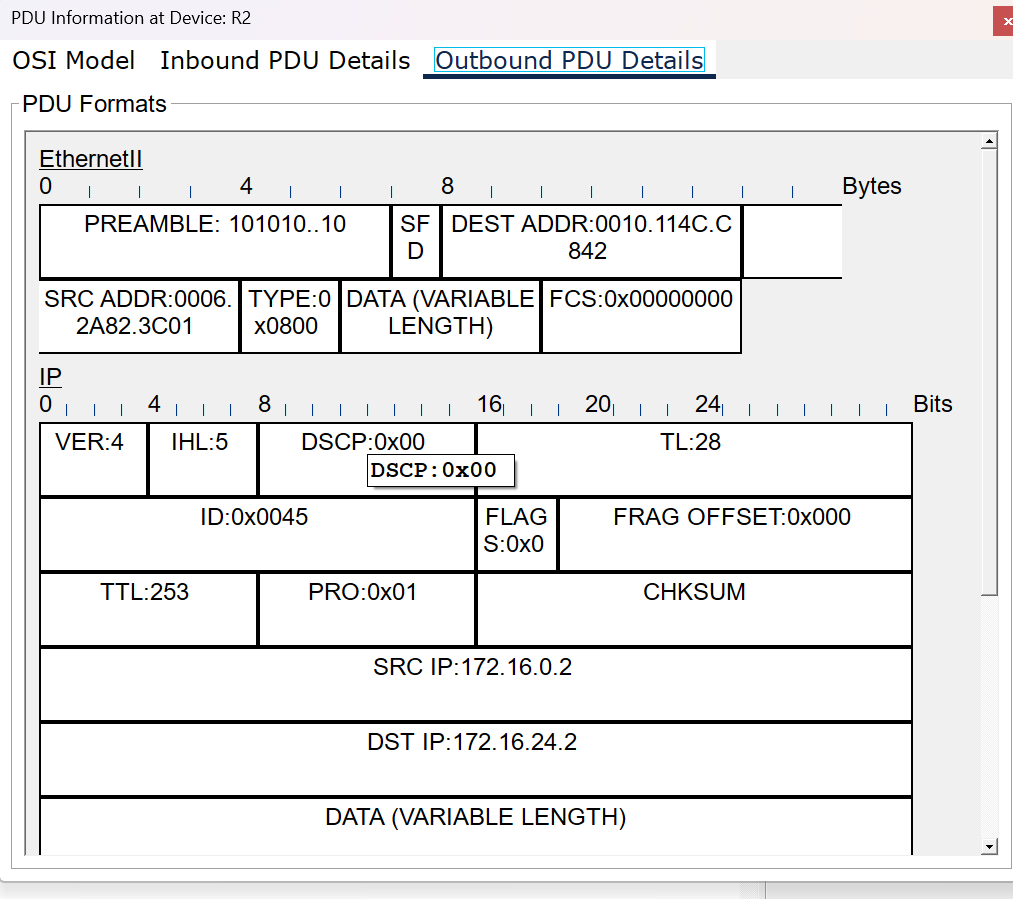 PDU Information at Device: R2
x
OSI Model Inbound PDU Details Outbound PDU Details
PDU Formats
EthernetII
0 4 8 Bytes
PREAMBLE: 101010..10 SF DEST ADDR:0010.114C.C
D 842
SRC ADDR:0006. TYPE:0 DATA (VARIABLE FCS:0x00000000
2A82.3C01 x0800 LENGTH)
IP
0 4 8 16 20 24 Bits
VER:4 IHL:5 DSCP:0x00 TL:28
DSCP:0x00
ID:0x0045 FLAG FRAG OFFSET:0x000
S:0x0
TTL:253 PRO:0x01 CHKSUM
SRC IP:172.16.0.2
DST IP:172.16.24.2
DATA (VARIABLE LENGTH)